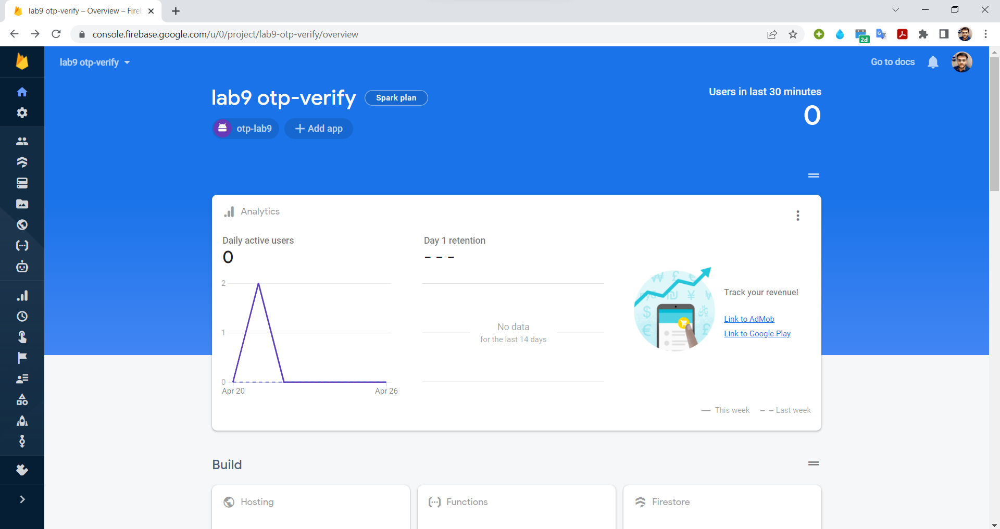 lab9 otp-verify – Overview – Fire
console.firebase.google.com/u/0/project/lab9-otp-verify/overview
2d
lab9 otp-verify
Go to docs
lab9 otp-verify
Spark plan
Users in last 30 minutes
0
otp-lab9
Add app
Analytics
Daily active users
0
Day 1 retention
- - -
2
1
0
Apr 20
Apr 26
No data
for the last 14 days
Track your revenue!
Link to AdMob
Link to Google Play
This week
Last week
Build
Hosting
Functions
Firestore